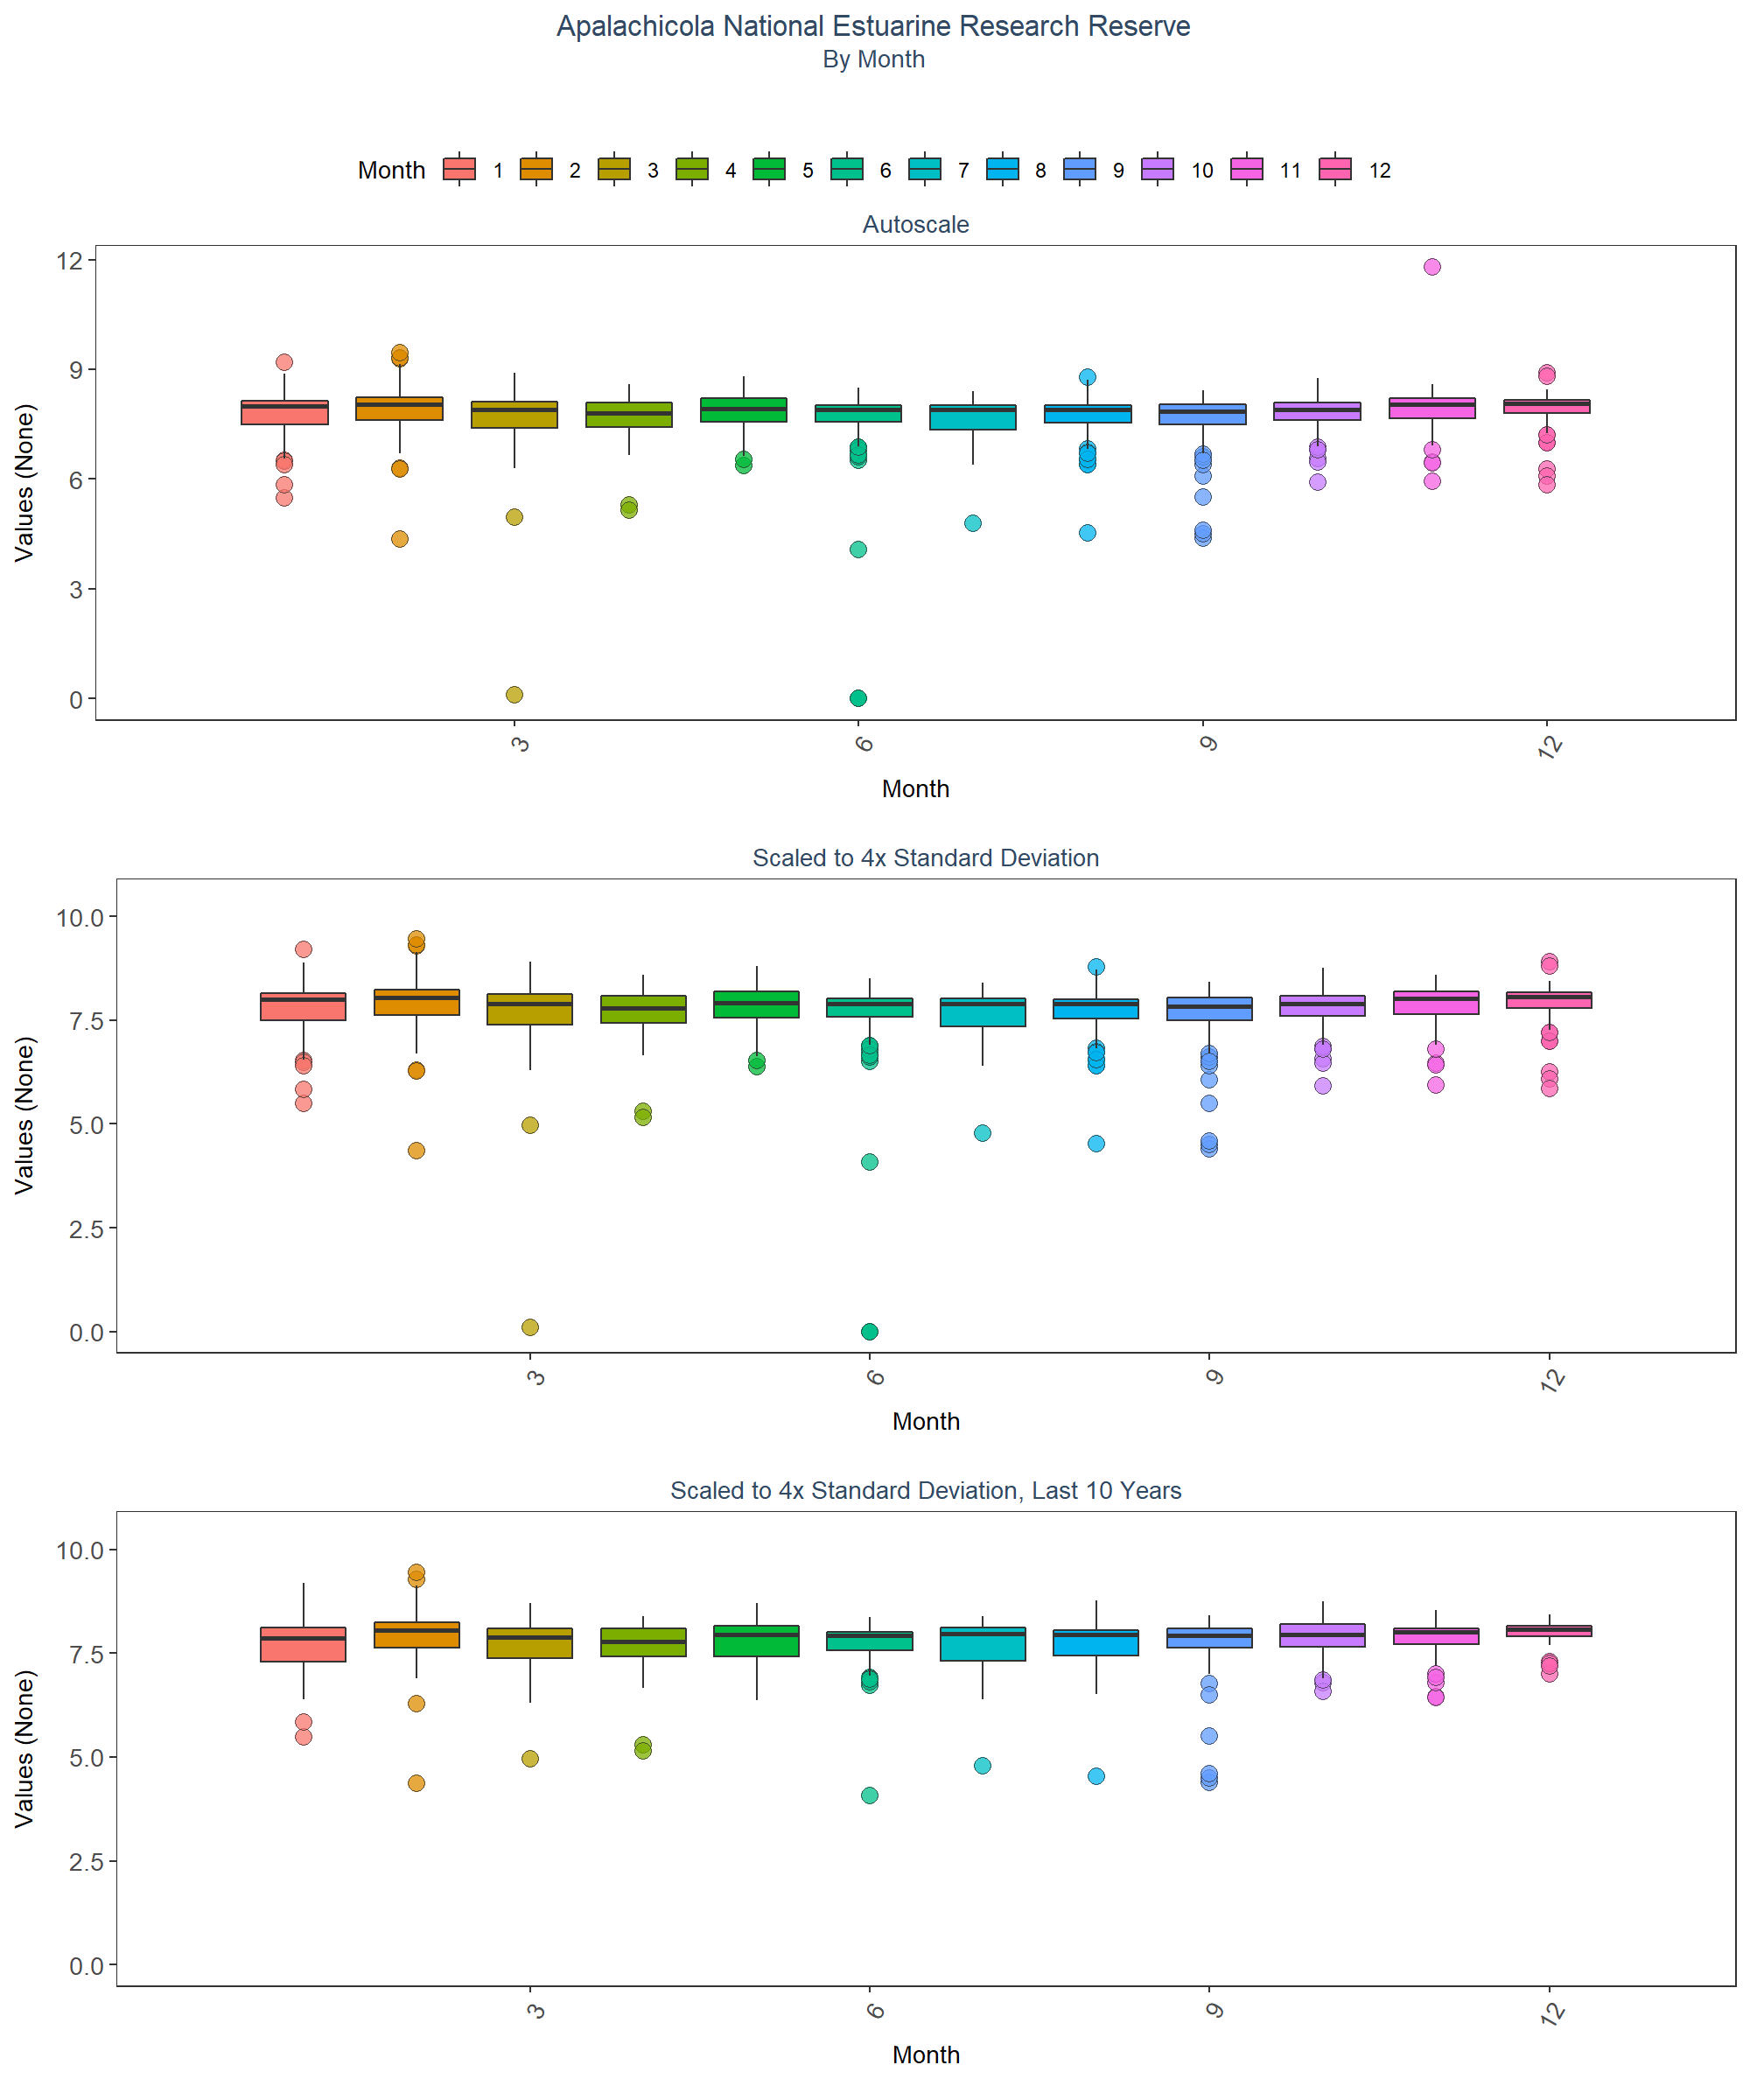 Apalachicola National Estuarine Research Reserve
By Month
Month 1 2 3 4 5 6 7 8 9 10 11 12
Autoscale
Values (None)
12
9
6
3
0
3 6 9 12
Month
Scaled to 4x Standard Deviation
Values (None)
10.0
7.5
5.0
2.5
0.0
3 6 9 12
Month
Scaled to 4x Standard Deviation, Last 10 Years
Values (None)
10.0
7.5
5.0
2.5
0.0
3 6 9 12
Month